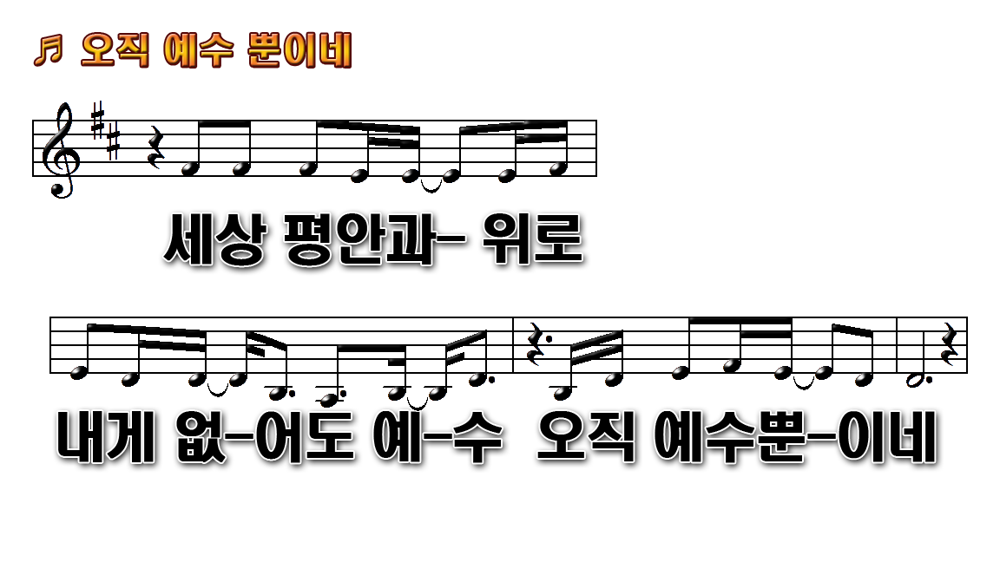 ♬ 오직 예수 뿐이네
세상 평안과- 위로
내게 없-어도 예-수 오직 예수뿐-이네